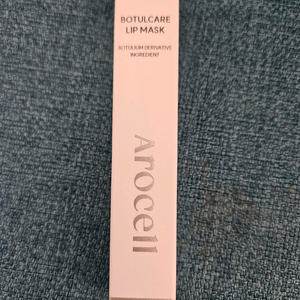 BOTULCARE
LIP MASK
BOTULIUM DERIVATIVE
INGREDIENT
Arocell